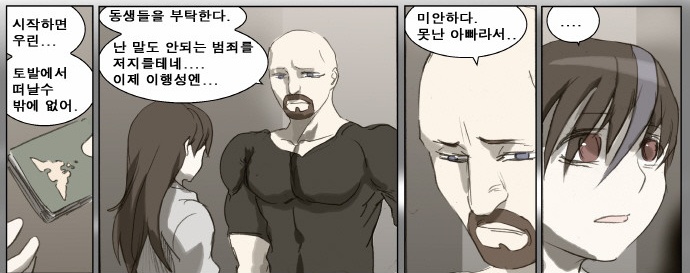 시작하면
우린...
토발에서
떠날수
밖에 없어.
동생들을 부탁한다.
난 말도 안되는 범죄를
저지를테네....
이제 이행성엔...
미안하다.
못난 아빠라서..
....